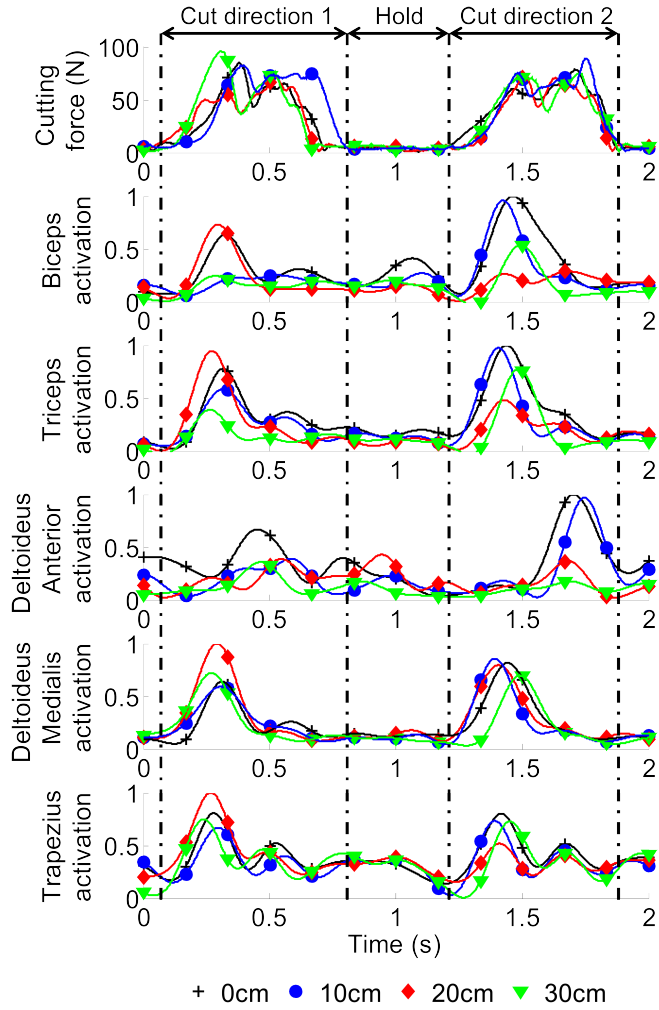 Cut direction 1 Hold Cut direction 2
Cutting
force (N)
100
50
0
0 0.5 1 1.5 2
Biceps
activation
1
0.5
0
0 0.5 1 1.5 2
Triceps
activation
1
0.5
0
0 0.5 1 1.5 2
Deltoideus
Anterior
activation
1
0.5
0
0 0.5 1 1.5 2
Deltoideus
Medialis
activation
1
0.5
0
0 0.5 1 1.5 2
Trapezius
activation
1
0.5
0
0 0.5 1 1.5 2
Time (s)
0cm 10cm 20cm 30cm